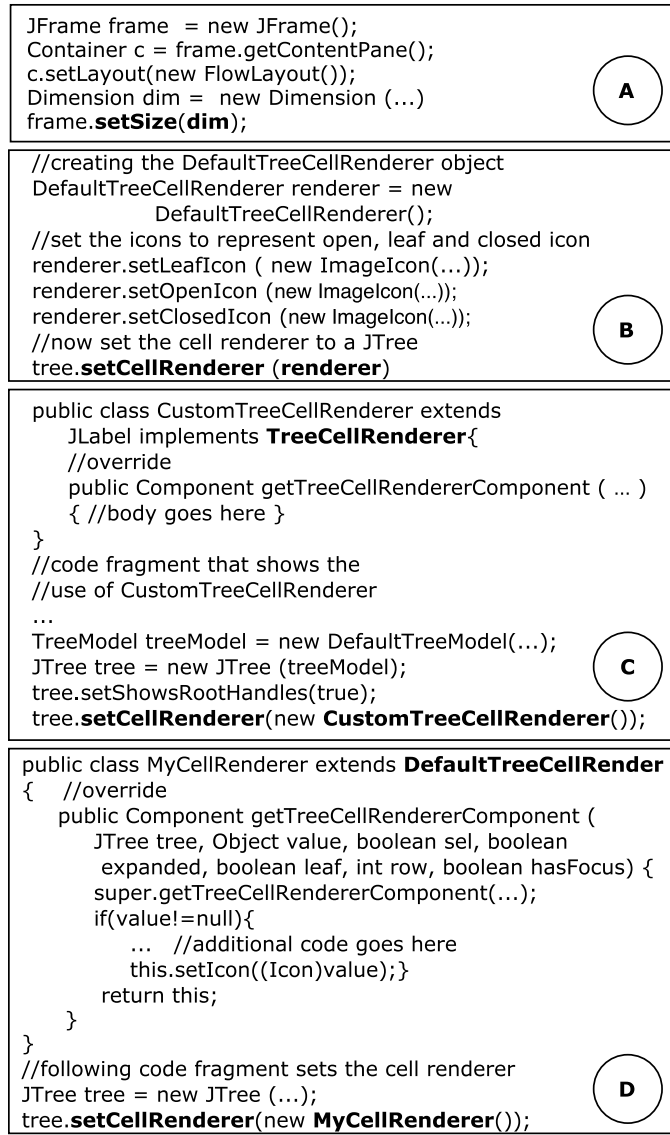 JFrame frame  = new JFrame();
Container c = frame.getContentPane();
c.setLayout(new FlowLayout());
Dimension dim =  new Dimension (...)
frame.setSize(dim);
A
//creating the DefaultTreeCellRenderer object
DefaultTreeCellRenderer renderer = new
DefaultTreeCellRenderer();
//set the icons to represent open, leaf and closed icon
renderer.setLeafIcon ( new ImageIcon(...));
renderer.setOpenIcon (new ImageIcon(...));
renderer.setClosedIcon (new ImageIcon(...));
//now set the cell renderer to a JTree
tree.setCellRenderer (renderer)
B
public class CustomTreeCellRenderer extends
JLabel implements TreeCellRenderer{
//override
public Component getTreeCellRendererComponent ( ... )
{ //body goes here }
}
//code fragment that shows the
//use of CustomTreeCellRenderer
...
TreeModel treeModel = new DefaultTreeModel(...);
JTree tree = new JTree (treeModel);
tree.setShowsRootHandles(true);
tree.setCellRenderer(new CustomTreeCellRenderer());
C
public class MyCellRenderer extends DefaultTreeCellRender
{    //override
public Component getTreeCellRendererComponent (
JTree tree, Object value, boolean sel, boolean
expanded, boolean leaf, int row, boolean hasFocus) {
super.getTreeCellRendererComponent(...);
if(value!=null){
...   //additional code goes here
this.setIcon((Icon)value);}
return this;
}
}
//following code fragment sets the cell renderer
JTree tree = new JTree (...);
tree.setCellRenderer(new MyCellRenderer());
D